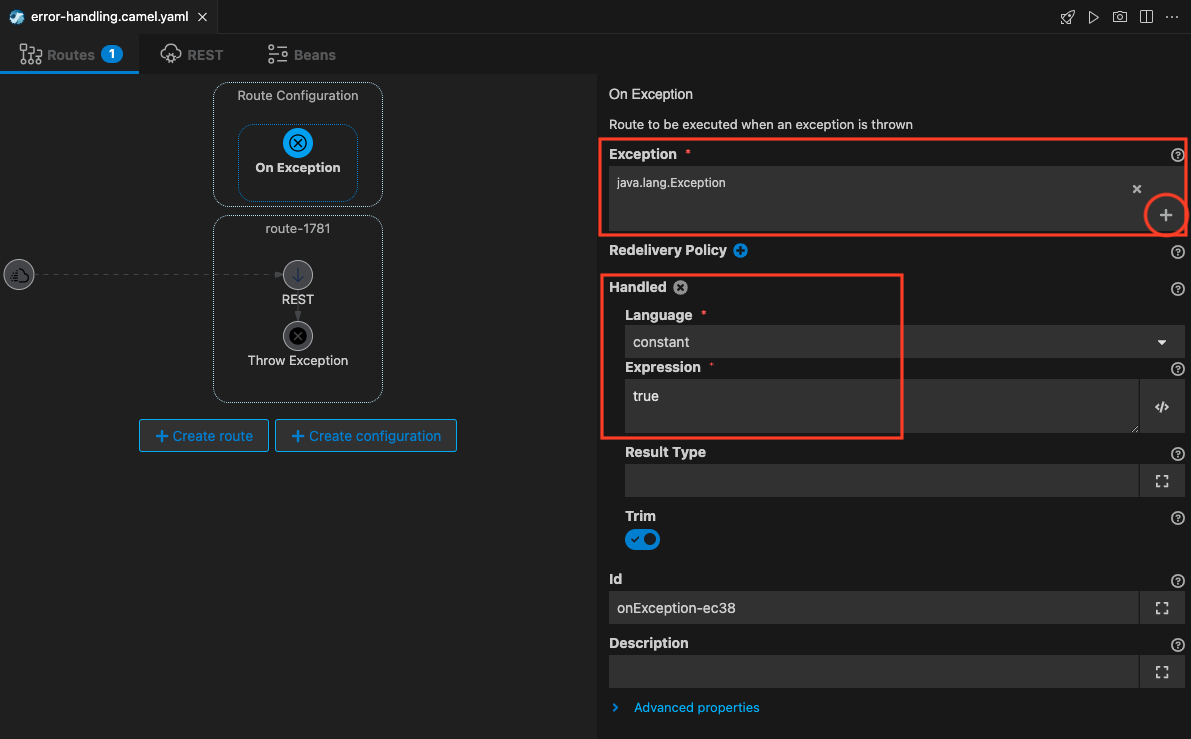 error-handling.camel.yaml
Routes 1
REST
Beans
Route Configuration
On Exception
route-1781
REST
Throw Exception
Create route
Create configuration
On Exception
Route to be executed when an exception is thrown
Exception *
java.lang.Exception
Redelivery Policy
Handled
Language *
constant
Expression *
true
Result Type
Trim
Id
onException-ec38
Description
Advanced properties